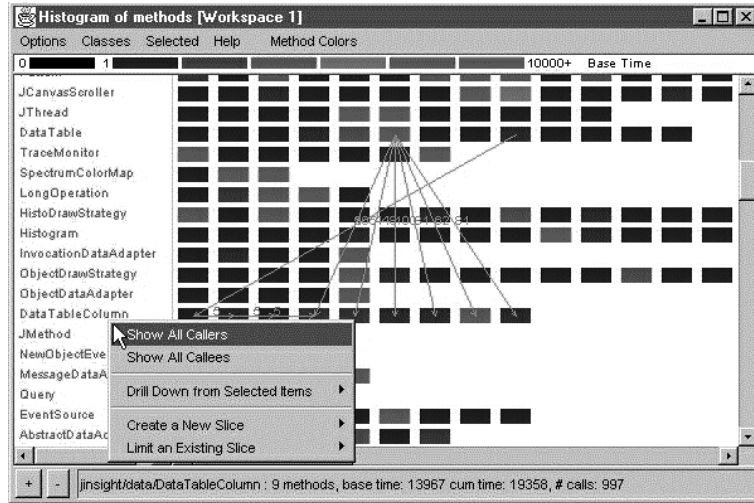 Histogram of methods [Workspace 1]
Options Classes Selected Help Method Colors
0 1 10000+ Base Time
JCanvasScroller
JThread
DataTable
TraceMonitor
SpectrumColorMap
LongOperation
HistoDrawStrategy
Histogram
InvocationDataAdapter
ObjectDrawStrategy
ObjectDataAdapter
DataTableColumn
JMethod
Show All Callers
NewObjectEve
Show All Callees
MessageDataA
Drill Down from Selected Items
Query
EventSource
Create a New Slice
AbstractDataAc
Limit an Existing Slice
+ - jinsight/data/DataTableColumn : 9 methods, base time: 13967 cum time: 19358, # calls: 997